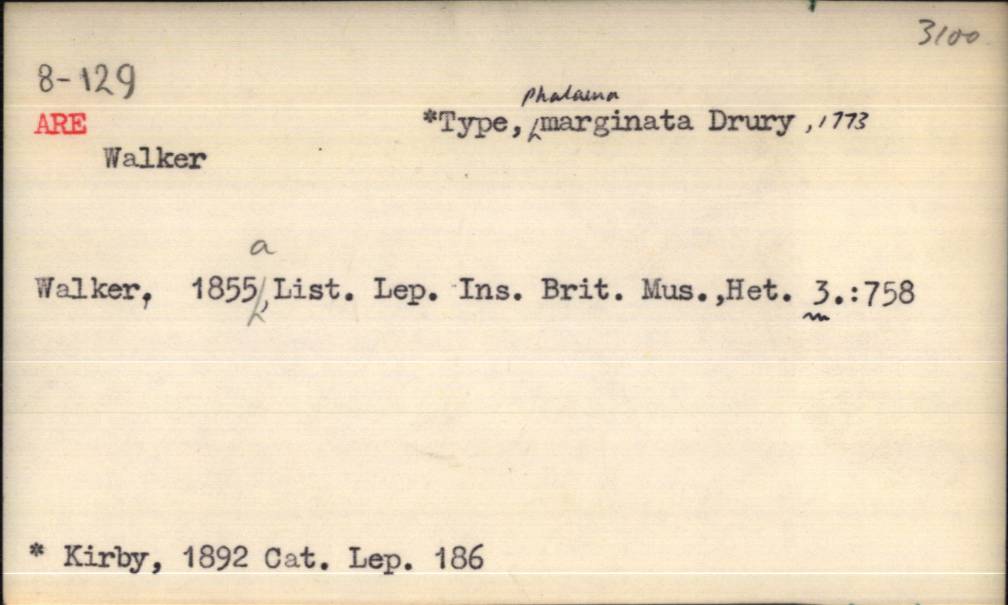 3100
8-129
ARE *Type, phalaena marginata Drury, 1773
Walker
Walker, 1855a, List. Lep. Ins. Brit. Mus.,Het. 3.:758
* Kirby, 1892 Cat. Lep. 186